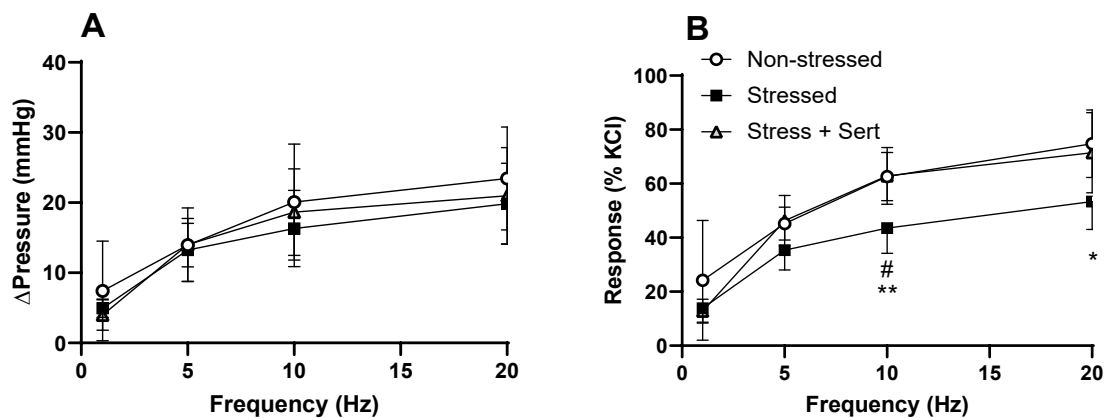 A
40
30
20
10
0
ΔPressure (mmHg)
0 5 10 15 20
Frequency (Hz)
B
Non-stressed
Stressed
Stress + Sert
100
80
60
40
20
0
Response (% KCl)
#
**
*
0 5 10 15 20
Frequency (Hz)